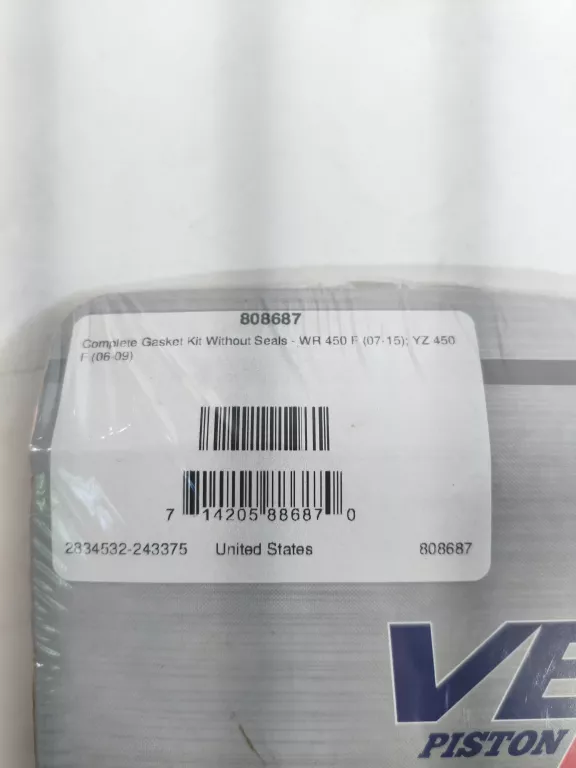 808687
Complete Gasket Kit Without Seals - WR 450 F (07-15); YZ 450
F (06-09)
7 14205 88687 0
2834532-243375 United States 808687
VE
PISTON